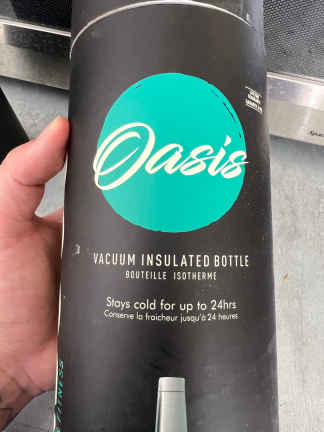 Oasis
VACUUM INSULATED BOTTLE
BOUTEILLE ISOTHERME
Stays cold for up to 24hrs
Conserve la fraicheur jusqu'à 24 heures